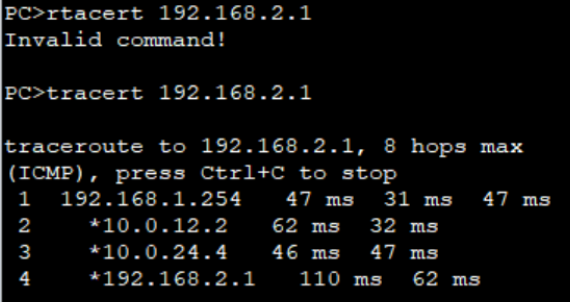 PC>rtacert 192.168.2.1
Invalid command!
PC>tracert 192.168.2.1
traceroute to 192.168.2.1, 8 hops max
(ICMP), press Ctrl+C to stop
1 192.168.1.254 47 ms 31 ms 47 ms
2 *10.0.12.2 62 ms 32 ms
3 *10.0.24.4 46 ms 47 ms
4 *192.168.2.1 110 ms 62 ms